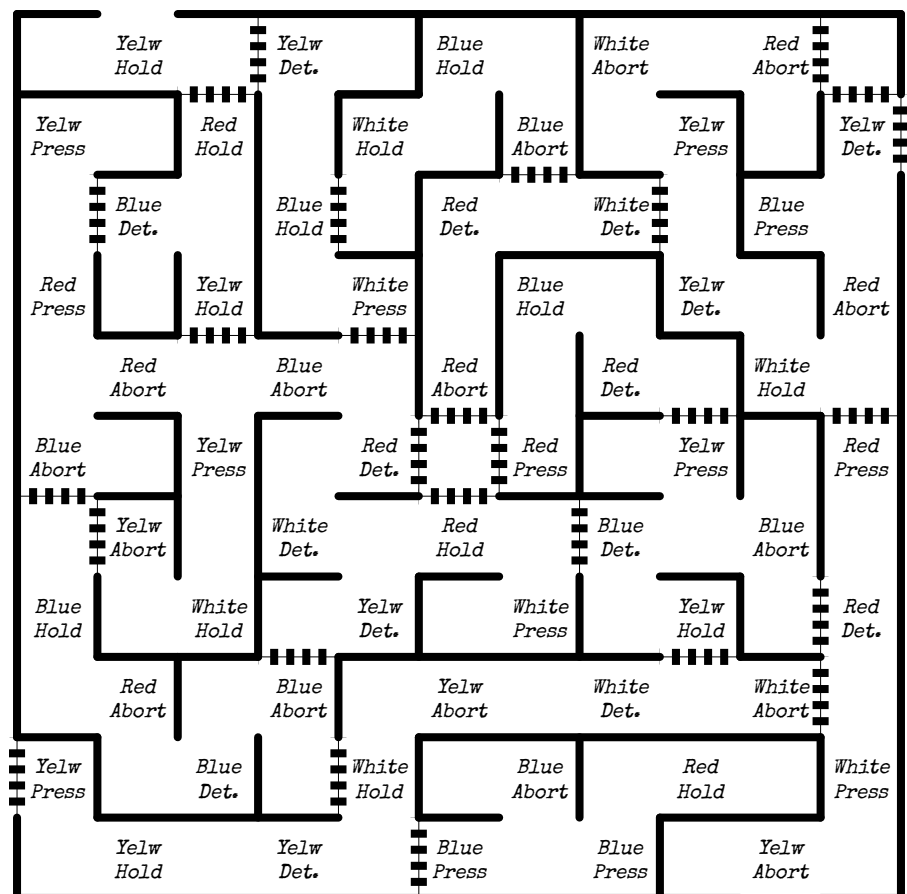 Yelw Hold
Yelw Det.
Blue Hold
White Abort
Red Abort
Yelw Press
Red Hold
White Hold
Blue Abort
Yelw Press
Yelw Det.
Blue Det.
Blue Hold
Red Det.
White Det.
Blue Press
Red Press
Yelw Hold
White Press
Blue Hold
Yelw Det.
Red Abort
Red Abort
Blue Abort
Red Abort
Red Det.
White Hold
Blue Abort
Yelw Press
Red Det.
Red Press
Yelw Press
Red Press
Yelw Abort
White Det.
Red Hold
Blue Det.
Blue Abort
Blue Hold
White Hold
Yelw Det.
White Press
Yelw Hold
Red Det.
Red Abort
Blue Abort
Yelw Abort
White Det.
White Abort
Yelw Press
Blue Det.
White Hold
Blue Abort
Red Hold
White Press
Yelw Hold
Yelw Det.
Blue Press
Blue Press
Yelw Abort